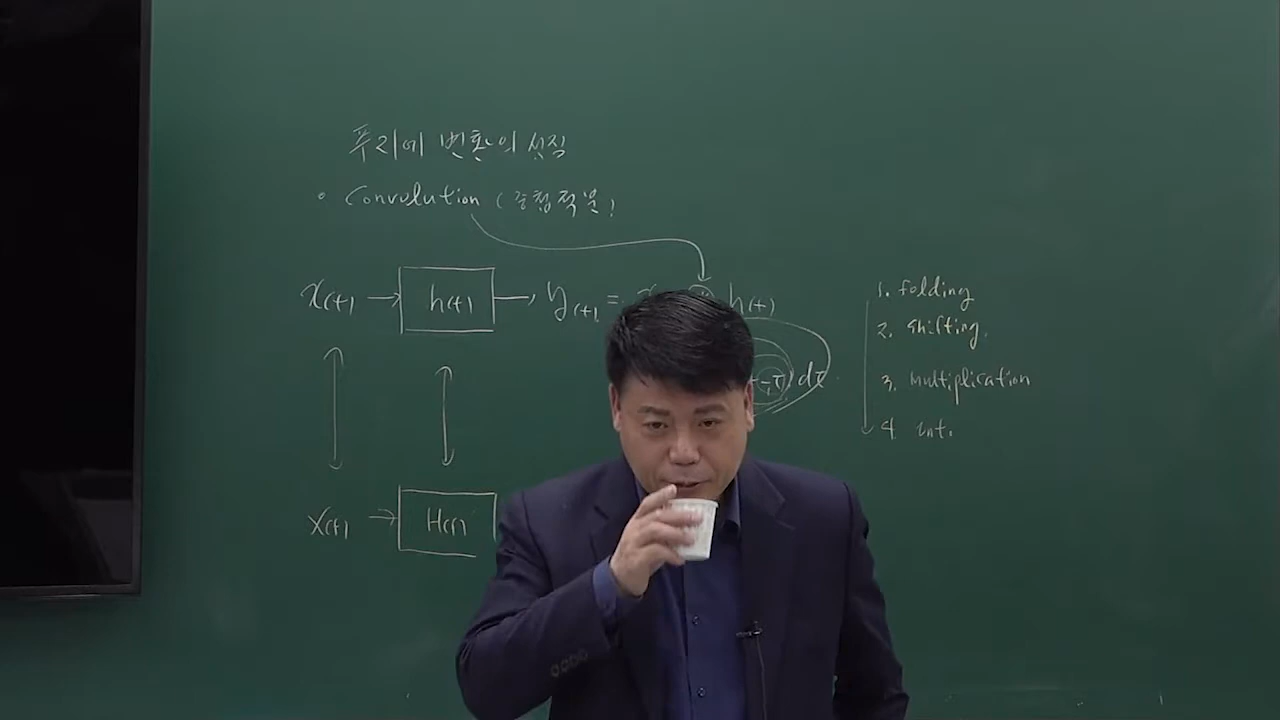 푸리에 변환의 성질
◦ Convolution (중첩적분)
x(t) → h(t) → y(t) = h(t)
-τ) dτ
X(f) → H(f)
1. folding
2. shifting.
3. multiplication
4. int.